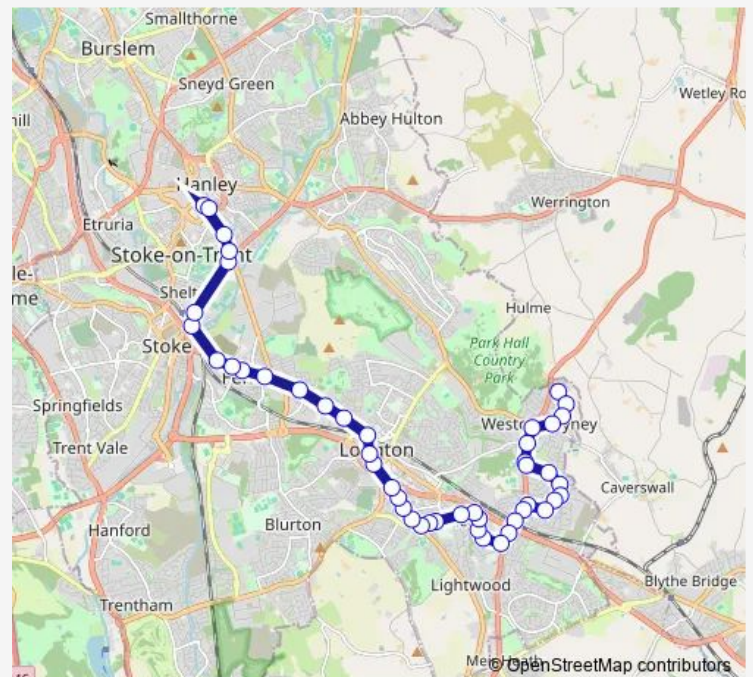 Smallthorne
Burslem
Sneyd Green
Wetley Ro
ill
Abbey Hulton
Hanley
Werrington
Etruria
Stoke-on-Trent
le-
me
Shelt
Hulme
Stoke
Park Hall
Country
Park
Fe
Springfields
Weston Coyney
Trent Vale
Longton
Caverswall
Hanford
Blurton
Lightwood
Blythe Bridge
Trentham
Meir Heath
© OpenStreetMap contributors